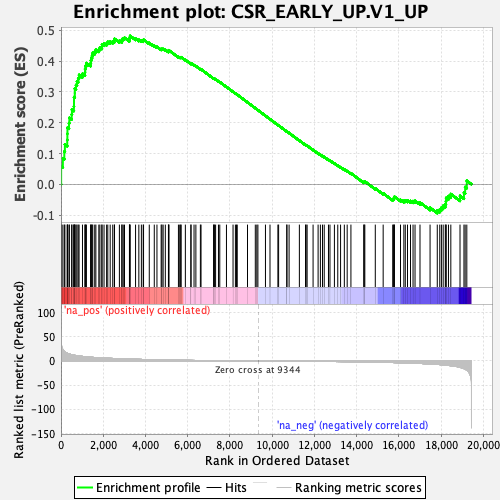 Enrichment plot: CSR_EARLY_UP.V1_UP
Enrichment score (ES)
0.5
0.4
0.3
0.2
0.1
0.0
-0.1
'na_pos' (positively correlated)
Ranked list metric (PreRanked)
100
50
0
-50
-100
-150
Zero cross at 9344
'na_neg' (negatively correlated)
0
2,000
4,000
6,000
8,000
10,000
12,000
14,000
16,000
18,000
20,000
Rank in Ordered Dataset
Enrichment profile
Hits
Ranking metric scores